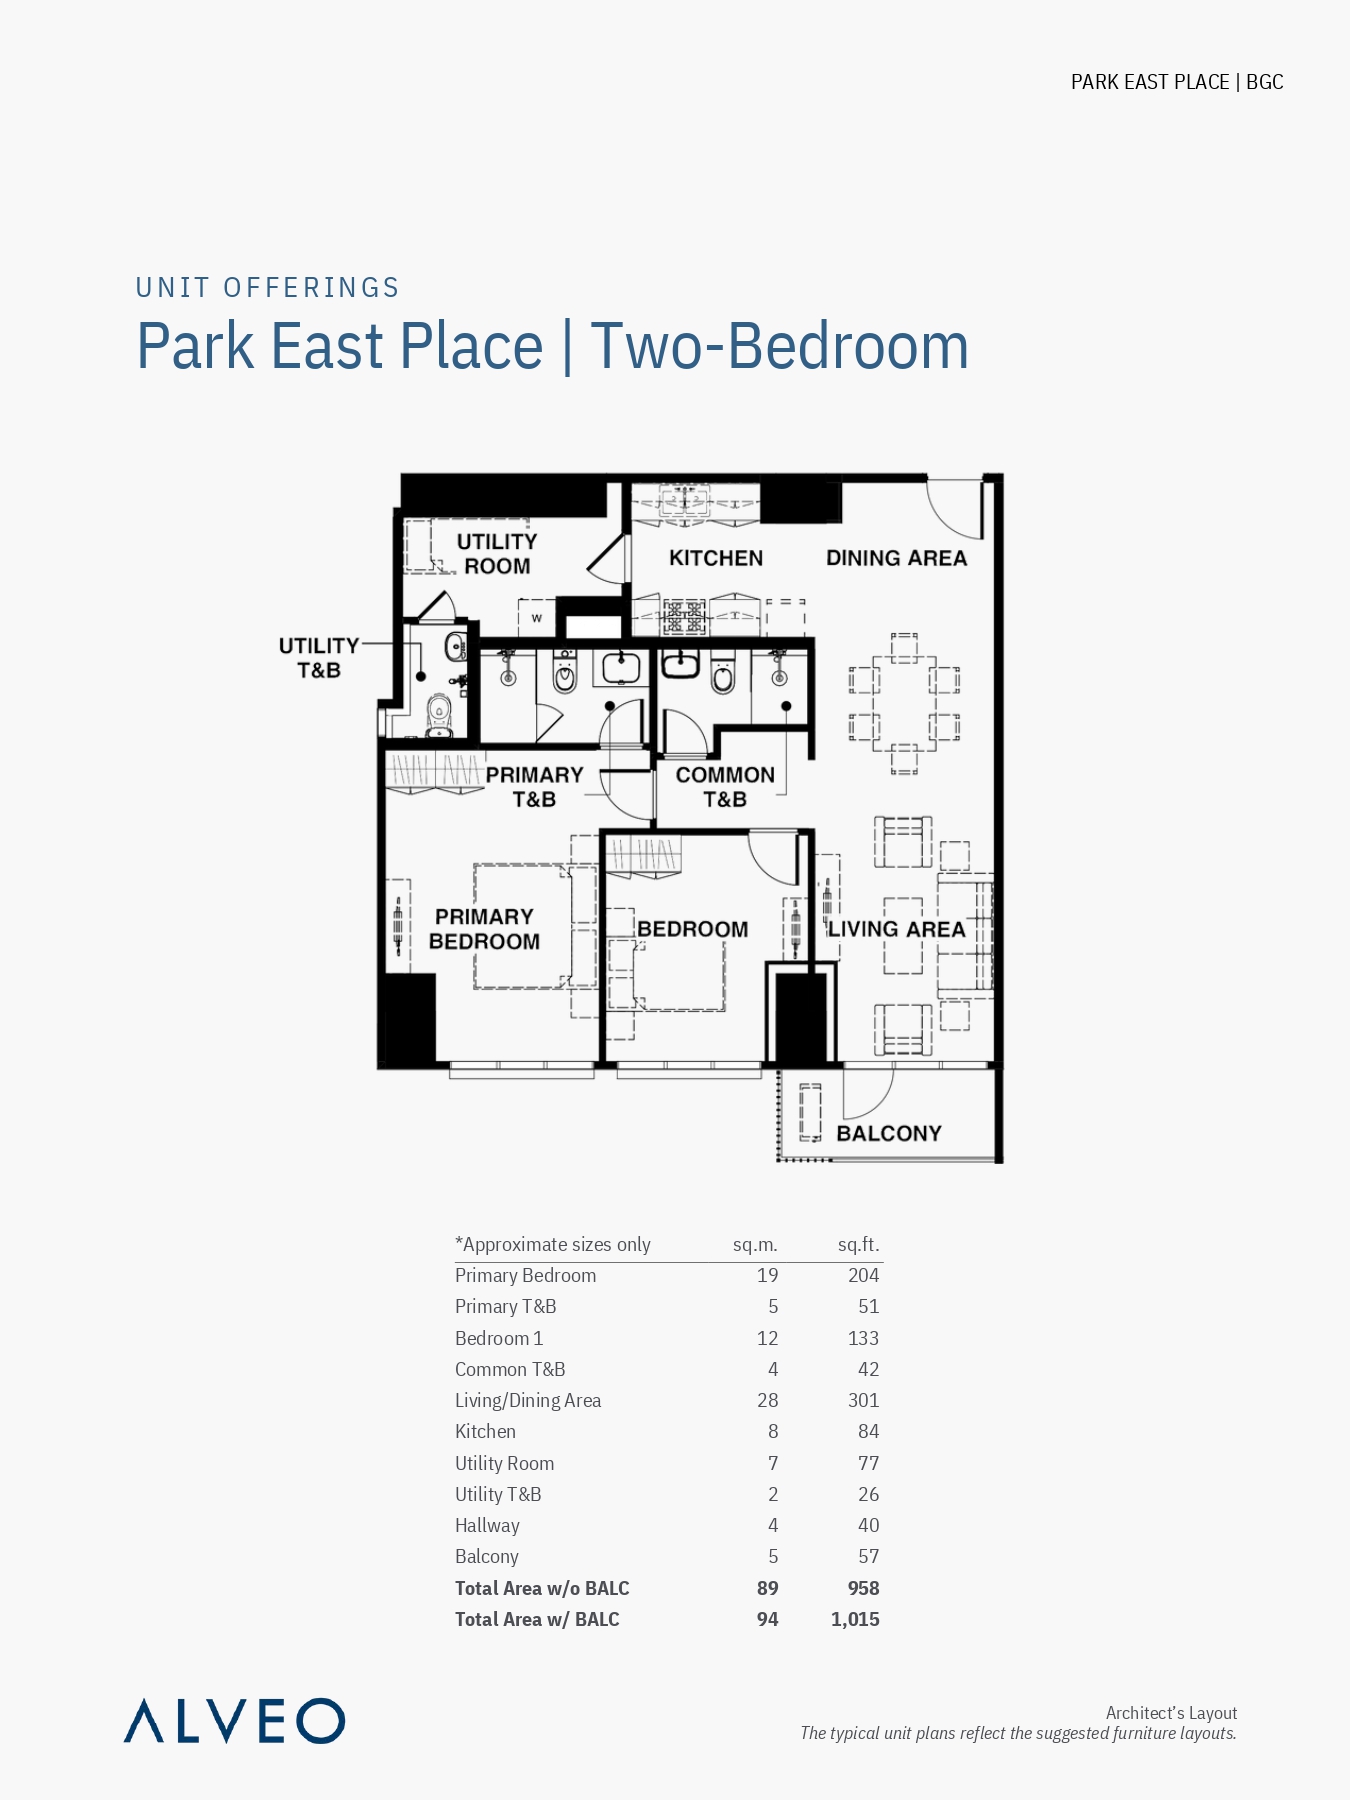 PARK EAST PLACE | BGC
UNIT OFFERINGS
Park East Place | Two-Bedroom
UTILITY
ROOM
KITCHEN
DINING AREA
W
UTILITY
T&B
PRIMARY
T&B
COMMON
T&B
PRIMARY
BEDROOM
BEDROOM
LIVING AREA
BALCONY
*Approximate sizes only sq.m. sq.ft.
Primary Bedroom 19 204
Primary T&B 5 51
Bedroom 1 12 133
Common T&B 4 42
Living/Dining Area 28 301
Kitchen 8 84
Utility Room 7 77
Utility T&B 2 26
Hallway 4 40
Balcony 5 57
Total Area w/o BALC 89 958
Total Area w/ BALC 94 1,015
ALVEO
Architect's Layout
The typical unit plans reflect the suggested furniture layouts.